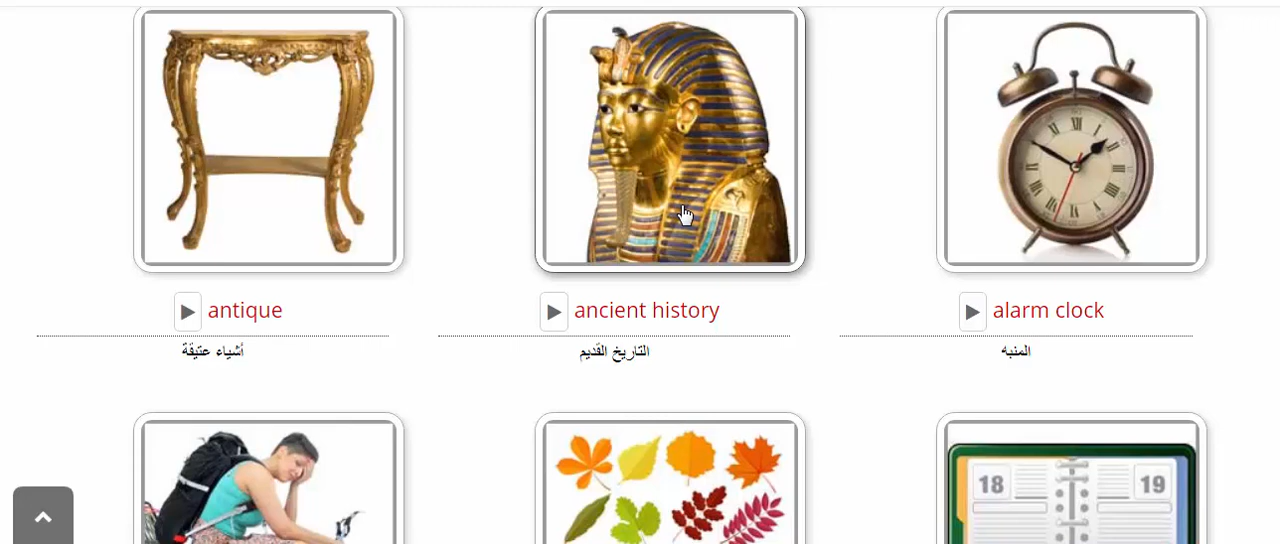 antique
ancient history
alarm clock
أشياء عتيقة
التاريخ القديم
المنبه
18
19